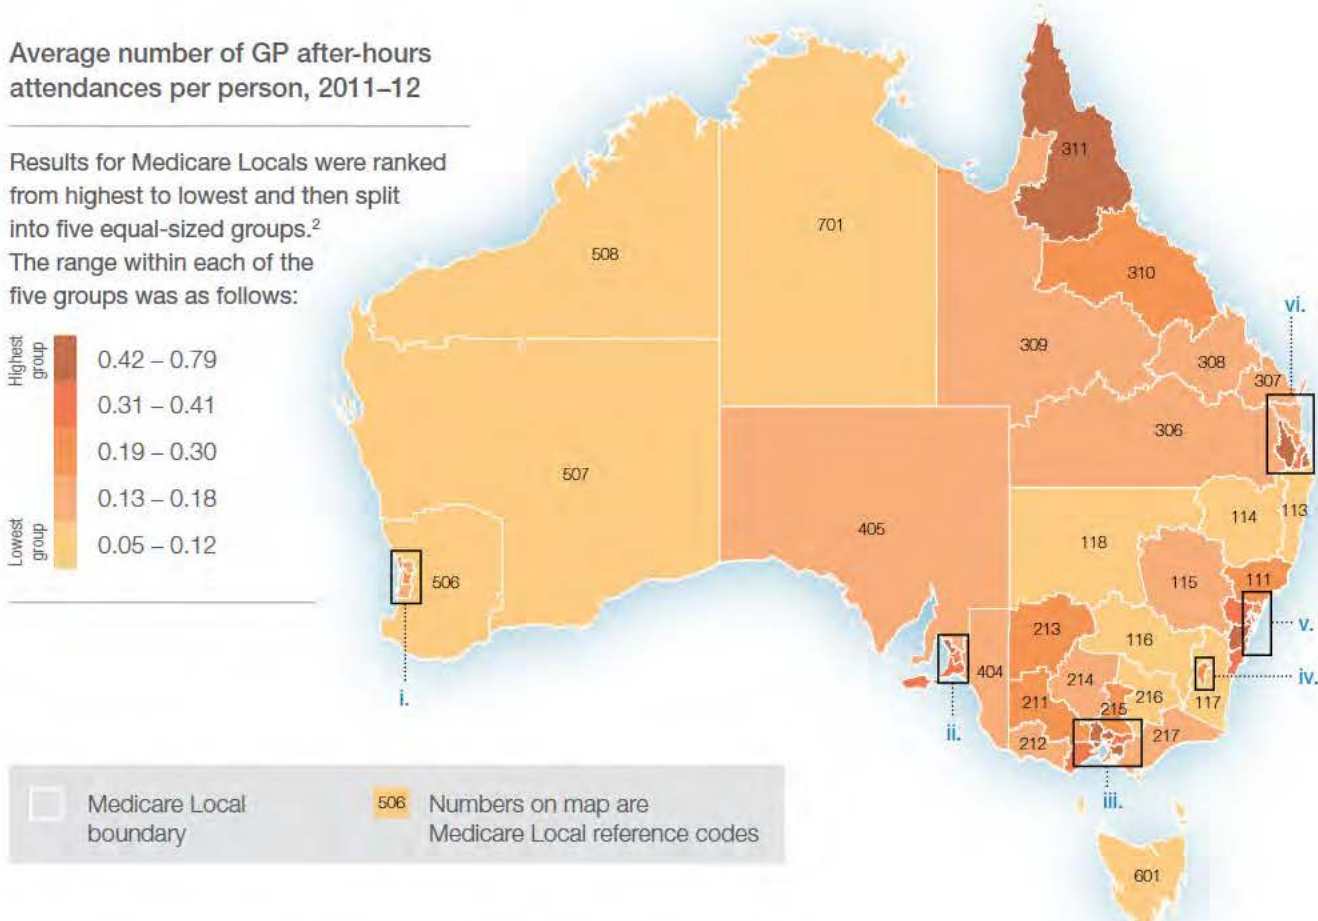 Average number of GP after-hours
attendances per person, 2011–12
Results for Medicare Locals were ranked
from highest to lowest and then split
into five equal-sized groups.²
The range within each of the
five groups was as follows:
Highest
group
0.42 – 0.79
0.31 – 0.41
0.19 – 0.30
0.13 – 0.18
0.05 – 0.12
Lowest
group
311
701
508
310
vi.
309
308
307
306
507
114
113
405
118
506
115
111
213
116
v.
404
214
iv.
i.
211
215
216
117
ii.
212
217
iii.
601
Medicare Local
boundary
506
Numbers on map are
Medicare Local reference codes